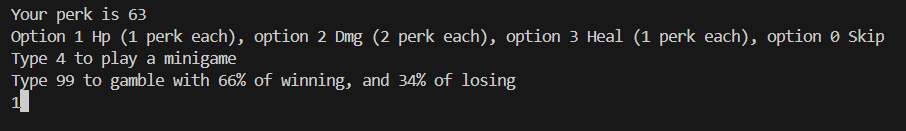 Your perk is 63
Option 1 Hp (1 perk each), option 2 Dmg (2 perk each), option 3 Heal (1 perk each), option 0 Skip
Type 4 to play a minigame
Type 99 to gamble with 66% of winning, and 34% of losing
1